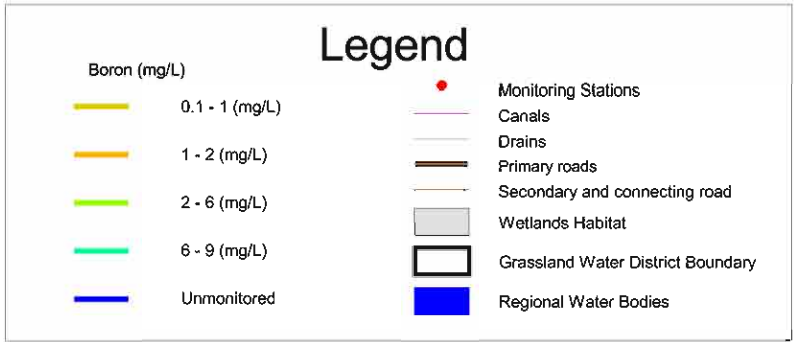 Legend
Boron (mg/L)
0.1 - 1 (mg/L)
1 - 2 (mg/L)
2 - 6 (mg/L)
6 - 9 (mg/L)
Unmonitored
Monitoring Stations
Canals
Drains
Primary roads
Secondary and connecting road
Wetlands Habitat
Grassland Water District Boundary
Regional Water Bodies